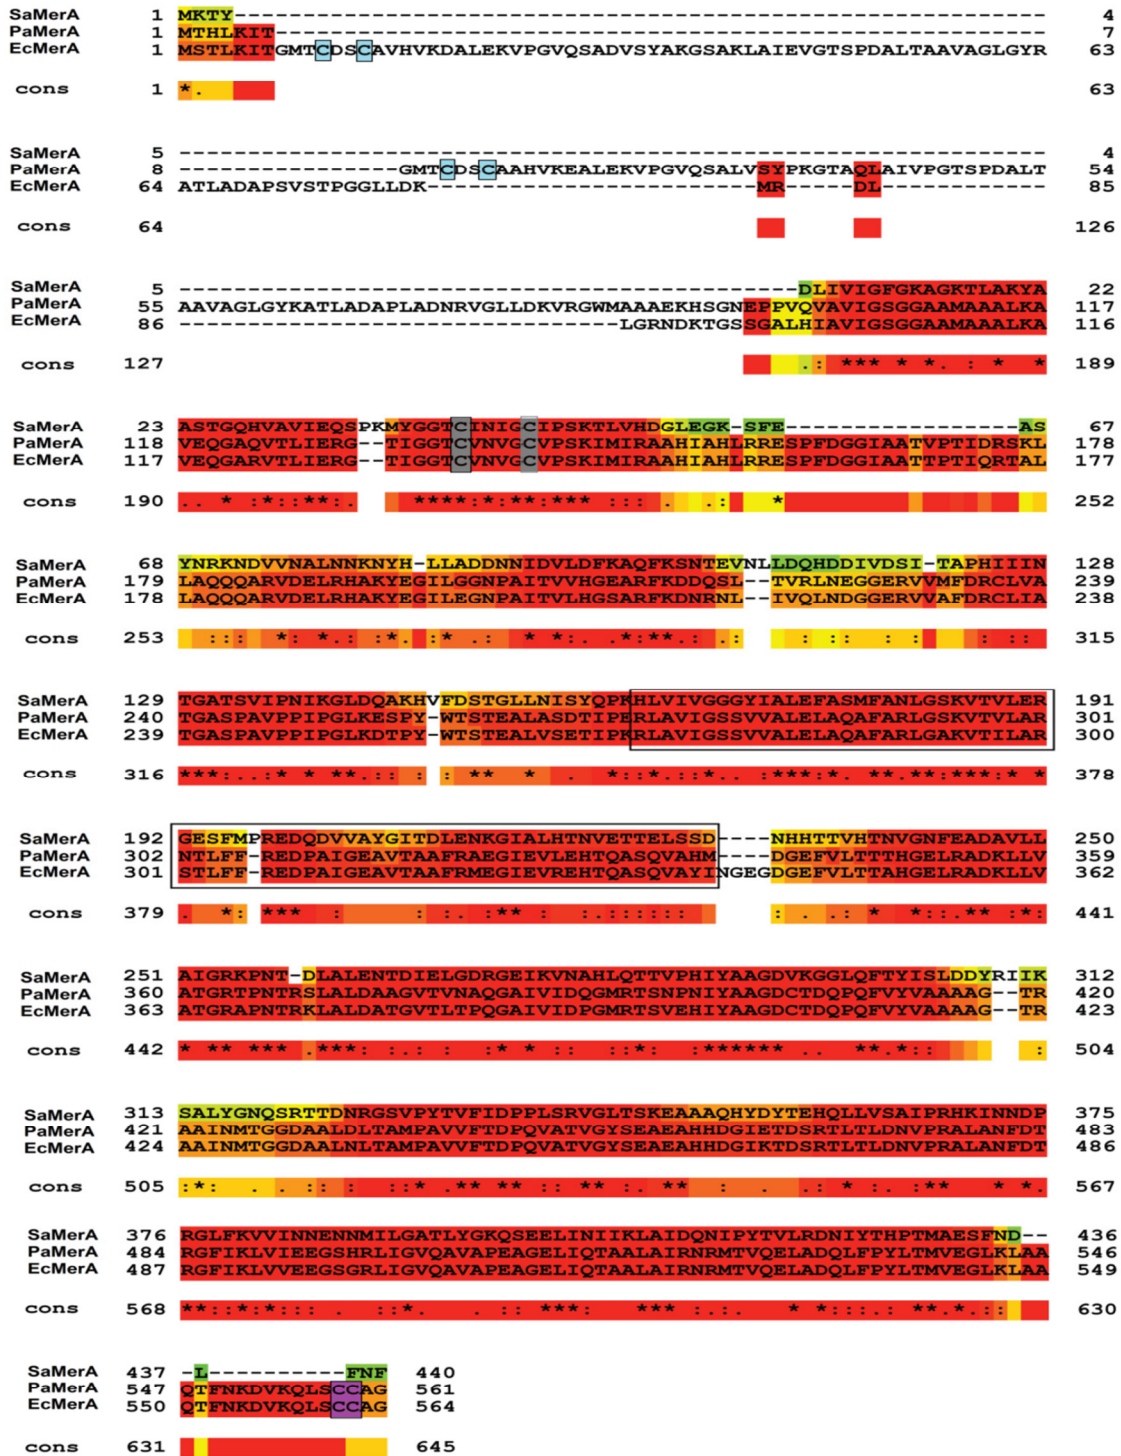 SaMerA 1 MKTY----------------------------------------------------------- 4
PaMerA 1 MTHLKIT-------------------------------------------------------- 7
EcMerA 1 MSTLKITGMTCDSCAVHVKDALEKVPGVQSADVSYAKGSAKLAIEVGTSPDALTAAVAGLGYR 63
cons 1 *. 63
SaMerA 5 --------------------------------------------------------------- 4
PaMerA 8 ----------------GMTCDSCAAHVKEALEKVPGVQSALVSYPKGTAQLAIVPGTSPDALT 54
EcMerA 64 ATLADAPSVSTPGGLLDK------------------------MR-----DL------------ 85
cons 64 126
SaMerA 5 ---------------------------------------------DLIVIGFGKAGKTLAKYA 22
PaMerA 55 AAVAGLGYKATLADAPLADNRVGLLDKVRGWMAAAEKHSGNEPPVQVAVIGSGGAAMAAALKA 117
EcMerA 86 --------------------------------LGRNDKTGSSGALHIAVIGSGGAAMAAALKA 116
cons 127 .: *** * *. : *  * 189
SaMerA 23 ASTGQHVAVIEQSPKMYGGTCINIGCIPSKTLVHDGLEGK-SFE-----------------AS 67
PaMerA 118 VEQGAQVTLIERG--TIGGTCVNVGCVPSKIMIRAAHIAHLRRESPFDGGIAATVPTIDRSKL 178
EcMerA 117 VEQGARVTLIERG--TIGGTCVNVGCVPSKIMIRAAHIAHLRRESPFDGGIAATTPTIQRTAL 177
cons 190 .. * :*::**:. ****:*:**:*** ::: .  .:   * 252
SaMerA 68 YNRKNDVVNALNNKNYH-LLADDNNIDVLDFKAQFKSNTEVNLLDQHDDIVDSI-TAPHIIIN 128
PaMerA 179 LAQQQARVDELRHAKYEGILGGNPAITVVHGEARFKDDQSL--TVRLNEGGERVVMFDRCLVA 239
EcMerA 178 LAQQQARVDELRHAKYEGILEGNPAITVLHGSARFKDNRNL--IVQLNDGGERVVAFDRCLIA 238
cons 253 :::  *: *.: :*. :*  .:  * *:.  .*:**.: .: : ::  : :   : :: 315
SaMerA 129 TGATSVIPNIKGLDQAKHVFDSTGLLNISYQPKHLVIVGGGYIALEFASMFANLGSKVTVLER 191
PaMerA 240 TGASPAVPPIPGLKESPY-WTSTEALASDTIPERLAVIGSSVVALELAQAFARLGSKVTVLAR 301
EcMerA 239 TGASPAVPPIPGLKDTPY-WTSTEALVSETIPKRLAVIGSSVVALELAQAFARLGAKVTILAR 300
cons 316 ***:..:* * **.:: : : **  *  .  *::*.::*.. :***:*. **.**:***:* * 378
SaMerA 192 GESFMPREDQDVVAYGITDLENKGIALHTNVETTELSSD----NHHTTVHTNVGNFEADAVLL 250
PaMerA 302 NTLFF-REDPAIGEAVTAAFRAEGIEVLEHTQASQVAHM----DGEFVLTTTHGELRADKLLV 359
EcMerA 301 STLFF-REDPAIGEAVTAAFRMEGIEVREHTQASQVAYINGEGDGEFVLTTAHGELRADKLLV 362
cons 379 .  *: ***  :     : :. :** :  :.::::::    : . .: *  *::.** :*: 441
SaMerA 251 AIGRKPNT-DLALENTDIELGDRGEIKVNAHLQTTVPHIYAAGDVKGGLQFTYISLDDYRIIK 312
PaMerA 360 ATGRTPNTRSLALDAAGVTVNAQGAIVIDQGMRTSNPNIYAAGDCTDQPQFVYVAAAAG--TR 420
EcMerA 363 ATGRAPNTRKLALDATGVTLTPQGAIVIDPGMRTSVEHIYAAGDCTDQPQFVYVAAAAG--TR 423
cons 442 * ** *** .***: :.: :  :* * ::  ::*:  :****** ..  **.*::    : 504
SaMerA 313 SALYGNQSRTTDNRGSVPYTVFIDPPLSRVGLTSKEAAAQHYDYTEHQLLVSAIPRHKINNDP 375
PaMerA 421 AAINMTGGDAALDLTAMPAVVFTDPQVATVGYSEAEAHHDGIETDSRTLTLDNVPRALANFDT 483
EcMerA 424 AAINMTGGDAALNLTAMPAVVFTDPQVATVGYSEAEAHHDGIKTDSRTLTLDNVPRALANFDT 486
cons 505 :*:  .  . :: :  ::* .** ** :: ** :. **   :  .  .: * :. :**   * *. 567
SaMerA 376 RGLFKVVINNENNMILGATLYGKQSEELINIIKLAIDQNIPYTVLRDNIYTHPTMAESFND-- 436
PaMerA 484 RGFIKLVIEEGSHRLIGVQAVAPEAGELIQTAALAIRNRMTVQELADQLFPYLTMVEGLKLAA 546
EcMerA 487 RGFIKLVVEEGSGRLIGVQAVAPEAGELIQTAALAIRNRMTVQELADQLFPYLTMVEGLKLAA 549
cons 568 **::*:*::: .  ::*.  . :: ***:   *** :.:.   * *:::.: **.*.:: 630
SaMerA 437 -L----------FNF 440
PaMerA 547 QTFNKDVKQLSCCAG 561
EcMerA 550 QTFNKDVKQLSCCAG 564
cons 631 645